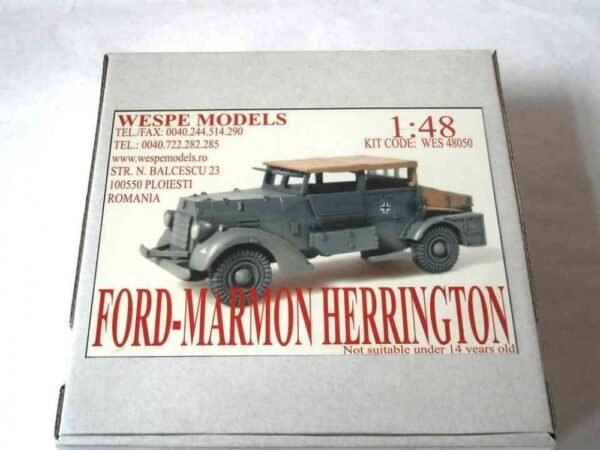 WESPE MODELS
TEL./FAX: 0040.244.514.290
TEL.: 0040.722.282.285
www.wespemodels.ro
STR. N. BALCESCU 23
100550 PLOIESTI
ROMANIA
1:48
KIT CODE: WES 48050
FORD-MARMON HERRINGTON
Not suitable under 14 years old